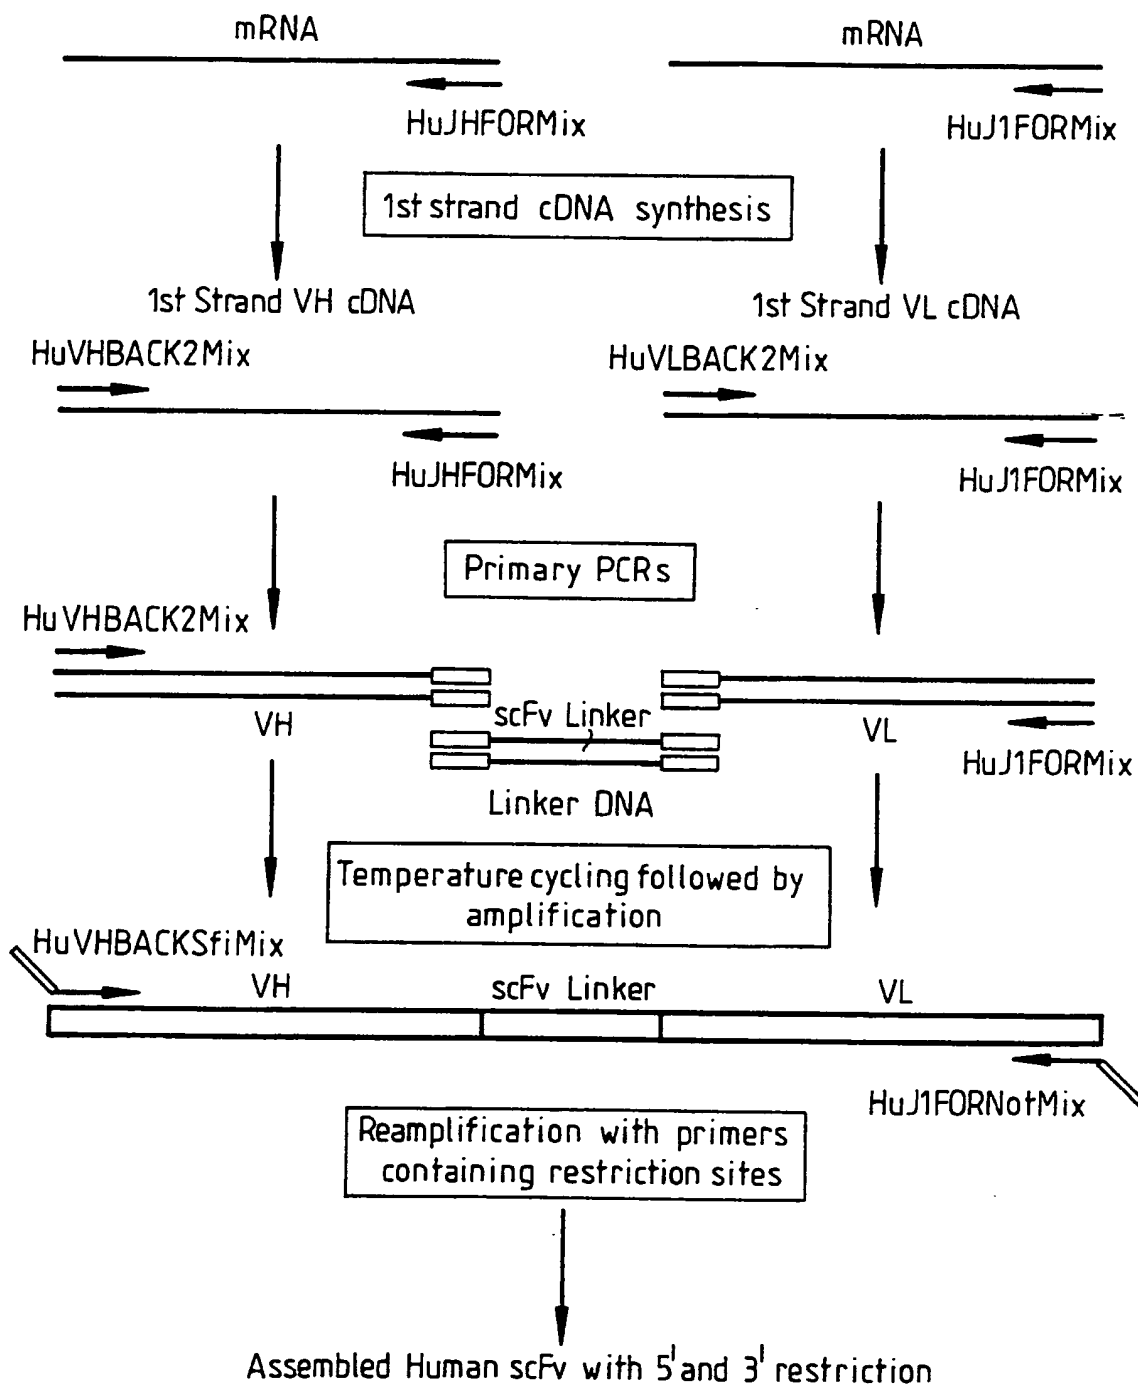 mRNA
mRNA
HuJHFORMix
HuJ1FORMix
1st strand cDNA synthesis
1st Strand VH cDNA
1st Strand VL cDNA
HuVHBACK2Mix
HuVLBACK2Mix
HuJHFORMix
HuJ1FORMix
Primary PCRs
HuVHBACK2Mix
VH
scFv Linker
VL
HuJ1FORMix
Linker DNA
Temperature cycling followed by
amplification
HuVHBACKSfiMix
VH
scFv Linker
VL
HuJ1FORNotMix
Reamplification with primers
containing restriction sites
Assembled Human scFv with 5' and 3' restriction